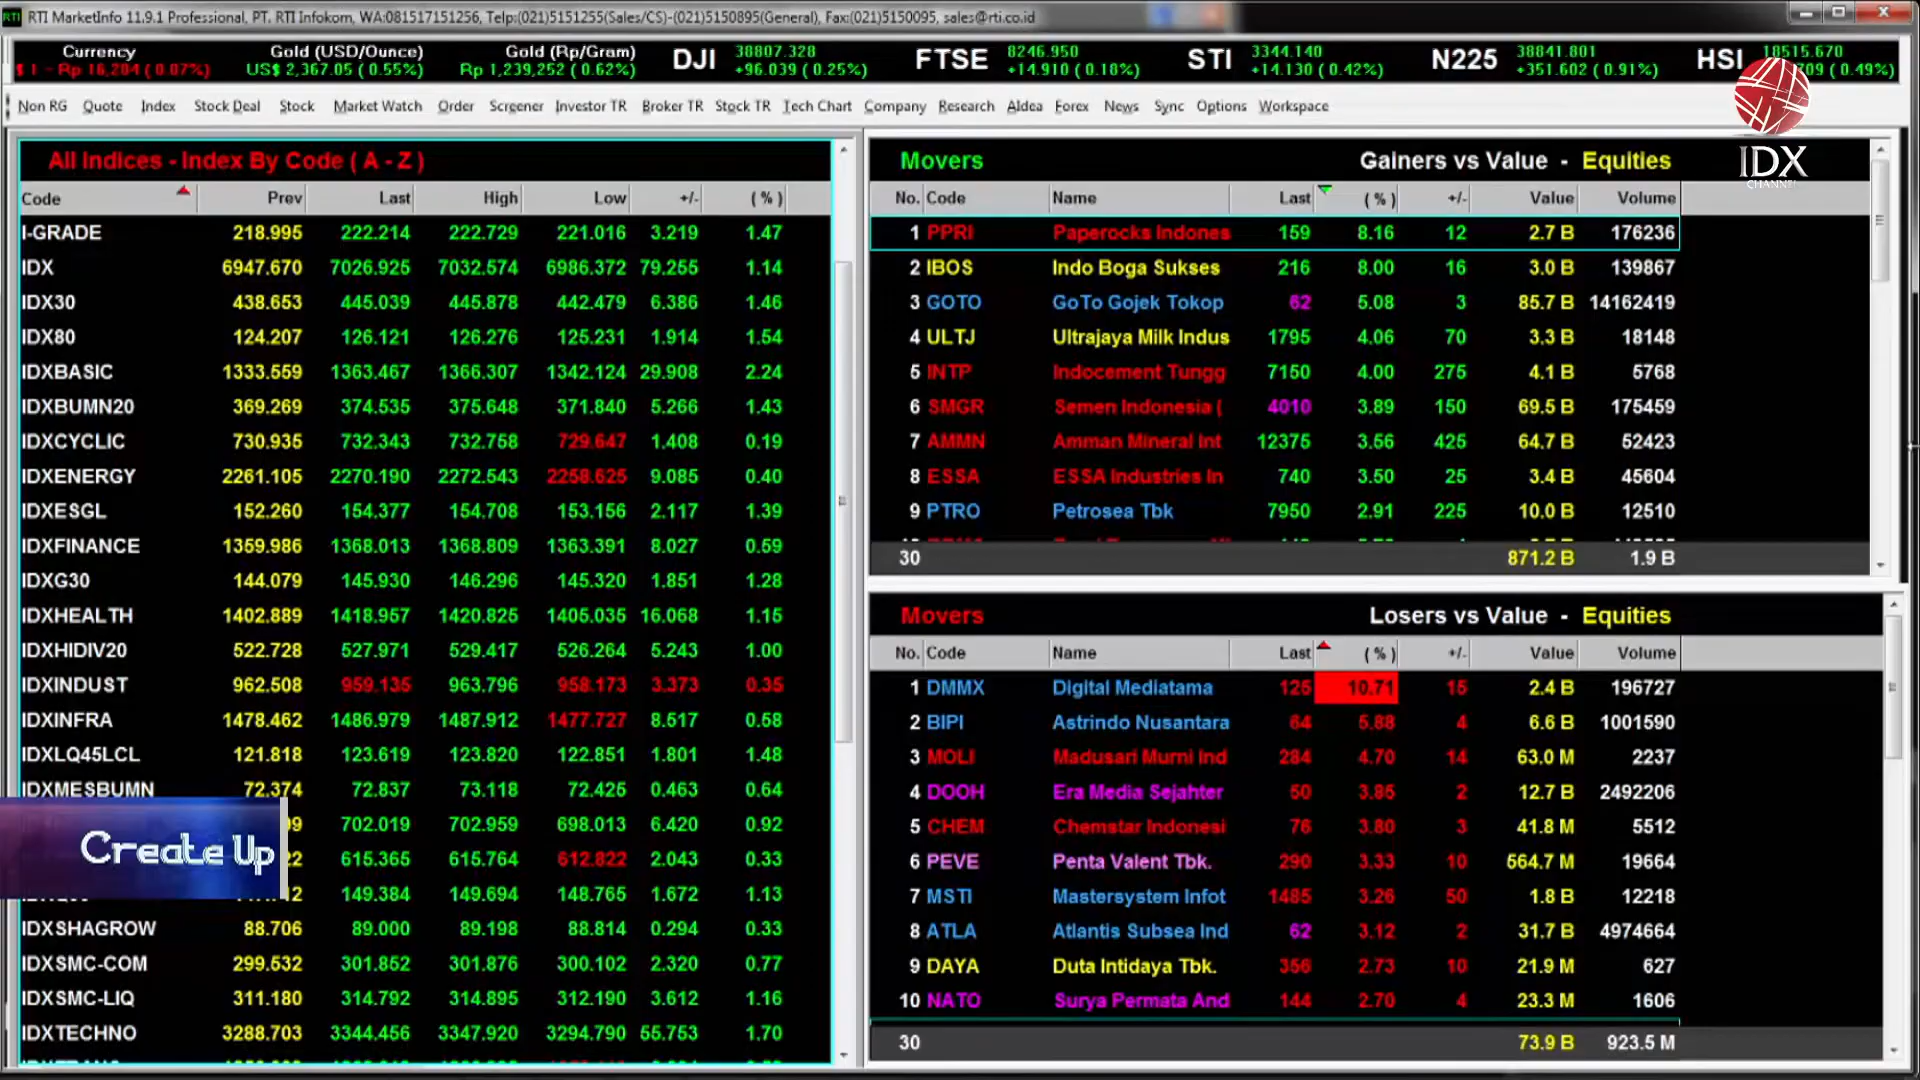 RTI RTI MarketInfo 11.9.1 Professional, PT. RTI Infokom, WA:081517151256, Telp:(021)5151255(Sales/CS)-(021)5150895(General), Fax:(021)5150095, sales@rti.co.id
Currency Gold (USD/Ounce) Gold (Rp/Gram) DJI 38807.328 FTSE 8246.950 STI 3344.140 N225 38841.801 HSI 18515.670
$ 1 - Rp 16,204 ( 0.07%) US$ 2,367.05 ( 0.55%) Rp 1,239,252 ( 0.62%) +96.039 ( 0.25%) +14.910 ( 0.18%) +14.130 ( 0.42%) +351.602 ( 0.91%) 709 ( 0.49%)
Non RG Quote Index Stock Deal Stock Market Watch Order Screener Investor TR Broker TR Stock TR Tech Chart Company Research AIdea Forex News Sync Options Workspace
IDX
CHANNEL
All Indices - Index By Code ( A - Z )
Code Prev Last High Low +/- ( % )
I-GRADE 218.995 222.214 222.729 221.016 3.219 1.47
IDX 6947.670 7026.925 7032.574 6986.372 79.255 1.14
IDX30 438.653 445.039 445.878 442.479 6.386 1.46
IDX80 124.207 126.121 126.276 125.231 1.914 1.54
IDXBASIC 1333.559 1363.467 1366.307 1342.124 29.908 2.24
IDXBUMN20 369.269 374.535 375.648 371.840 5.266 1.43
IDXCYCLIC 730.935 732.343 732.758 729.647 1.408 0.19
IDXENERGY 2261.105 2270.190 2272.543 2258.625 9.085 0.40
IDXESGL 152.260 154.377 154.708 153.156 2.117 1.39
IDXFINANCE 1359.986 1368.013 1368.809 1363.391 8.027 0.59
IDXG30 144.079 145.930 146.296 145.320 1.851 1.28
IDXHEALTH 1402.889 1418.957 1420.825 1405.035 16.068 1.15
IDXHIDIV20 522.728 527.971 529.417 526.264 5.243 1.00
IDXINDUST 962.508 959.135 963.796 958.173 3.373 0.35
IDXINFRA 1478.462 1486.979 1487.912 1477.727 8.517 0.58
IDXLQ45LCL 121.818 123.619 123.820 122.851 1.801 1.48
IDXMESBUMN 72.374 72.837 73.118 72.425 0.463 0.64
09 702.019 702.959 698.013 6.420 0.92
Create Up
22 615.365 615.764 612.822 2.043 0.33
12 149.384 149.694 148.765 1.672 1.13
IDXSHAGROW 88.706 89.000 89.198 88.814 0.294 0.33
IDXSMC-COM 299.532 301.852 301.876 300.102 2.320 0.77
IDXSMC-LIQ 311.180 314.792 314.895 312.190 3.612 1.16
IDXTECHNO 3288.703 3344.456 3347.920 3294.790 55.753 1.70
Movers Gainers vs Value - Equities
No. Code Name Last ( % ) +/- Value Volume
1 PPRI Paperocks Indones 159 8.16 12 2.7 B 176236
2 IBOS Indo Boga Sukses 216 8.00 16 3.0 B 139867
3 GOTO GoTo Gojek Tokop 62 5.08 3 85.7 B 14162419
4 ULTJ Ultrajaya Milk Indus 1795 4.06 70 3.3 B 18148
5 INTP Indocement Tungg 7150 4.00 275 4.1 B 5768
6 SMGR Semen Indonesia ( 4010 3.89 150 69.5 B 175459
7 AMMN Amman Mineral Int 12375 3.56 425 64.7 B 52423
8 ESSA ESSA Industries In 740 3.50 25 3.4 B 45604
9 PTRO Petrosea Tbk 7950 2.91 225 10.0 B 12510
30 871.2 B 1.9 B
Movers Losers vs Value - Equities
No. Code Name Last ( % ) +/- Value Volume
1 DMMX Digital Mediatama 125 10.71 15 2.4 B 196727
2 BIPI Astrindo Nusantara 64 5.88 4 6.6 B 1001590
3 MOLI Madusari Murni Ind 284 4.70 14 63.0 M 2237
4 DOOH Era Media Sejahter 50 3.85 2 12.7 B 2492206
5 CHEM Chemstar Indonesi 76 3.80 3 41.8 M 5512
6 PEVE Penta Valent Tbk. 290 3.33 10 564.7 M 19664
7 MSTI Mastersystem Infot 1485 3.26 50 1.8 B 12218
8 ATLA Atlantis Subsea Ind 62 3.12 2 31.7 B 4974664
9 DAYA Duta Intidaya Tbk. 356 2.73 10 21.9 M 627
10 NATO Surya Permata And 144 2.70 4 23.3 M 1606
30 73.9 B 923.5 M